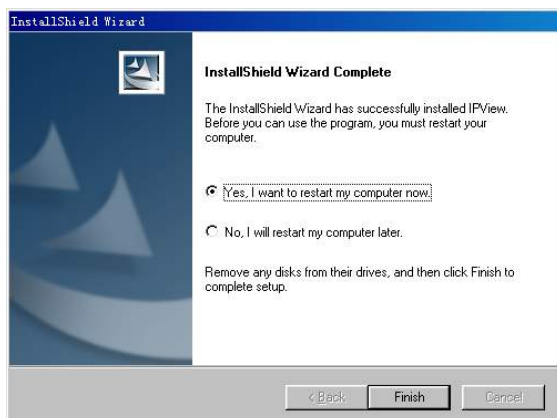 InstallShield Wizard
InstallShield Wizard Complete
The InstallShield Wizard has successfully installed IPView.
Before you can use the program, you must restart your
computer.
Yes, I want to restart my computer now.
No, I will restart my computer later.
Remove any disks from their drives, and then click Finish to
complete setup.
< Back Finish Cancel